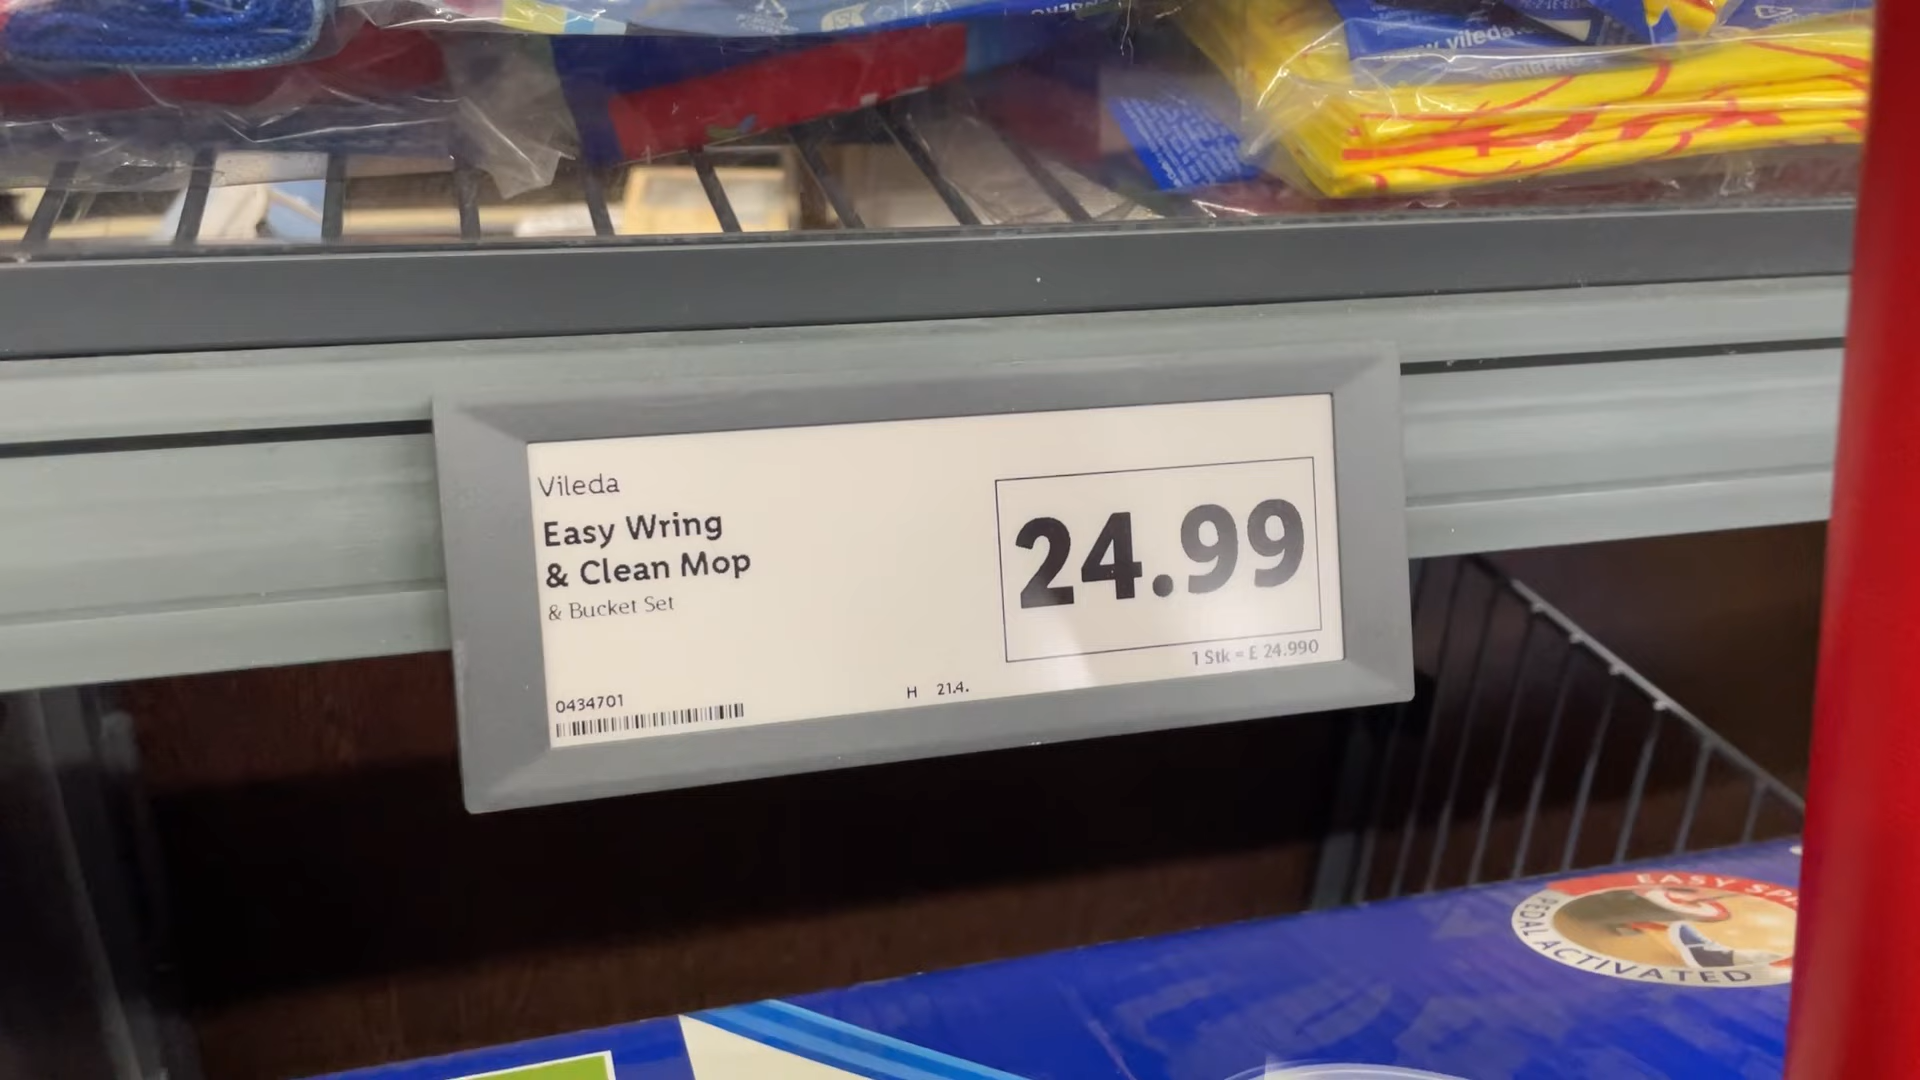 www.vileda.
Vileda
Easy Wring
& Clean Mop
& Bucket Set
24.99
1 Stk = £ 24.990
0434701
H 21.4.
EASY
PEDAL ACTIVATED